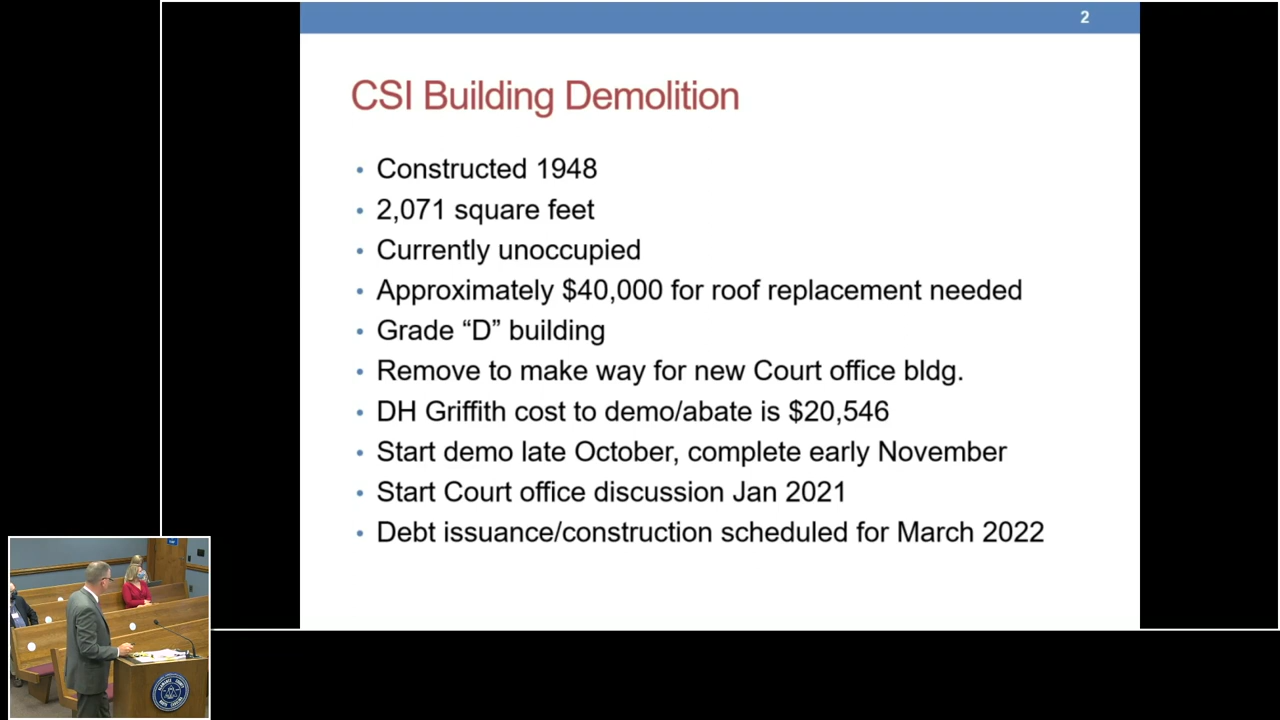 2
CSI Building Demolition
• Constructed 1948
• 2,071 square feet
• Currently unoccupied
• Approximately $40,000 for roof replacement needed
• Grade “D” building
• Remove to make way for new Court office bldg.
• DH Griffith cost to demo/abate is $20,546
• Start demo late October, complete early November
• Start Court office discussion Jan 2021
• Debt issuance/construction scheduled for March 2022